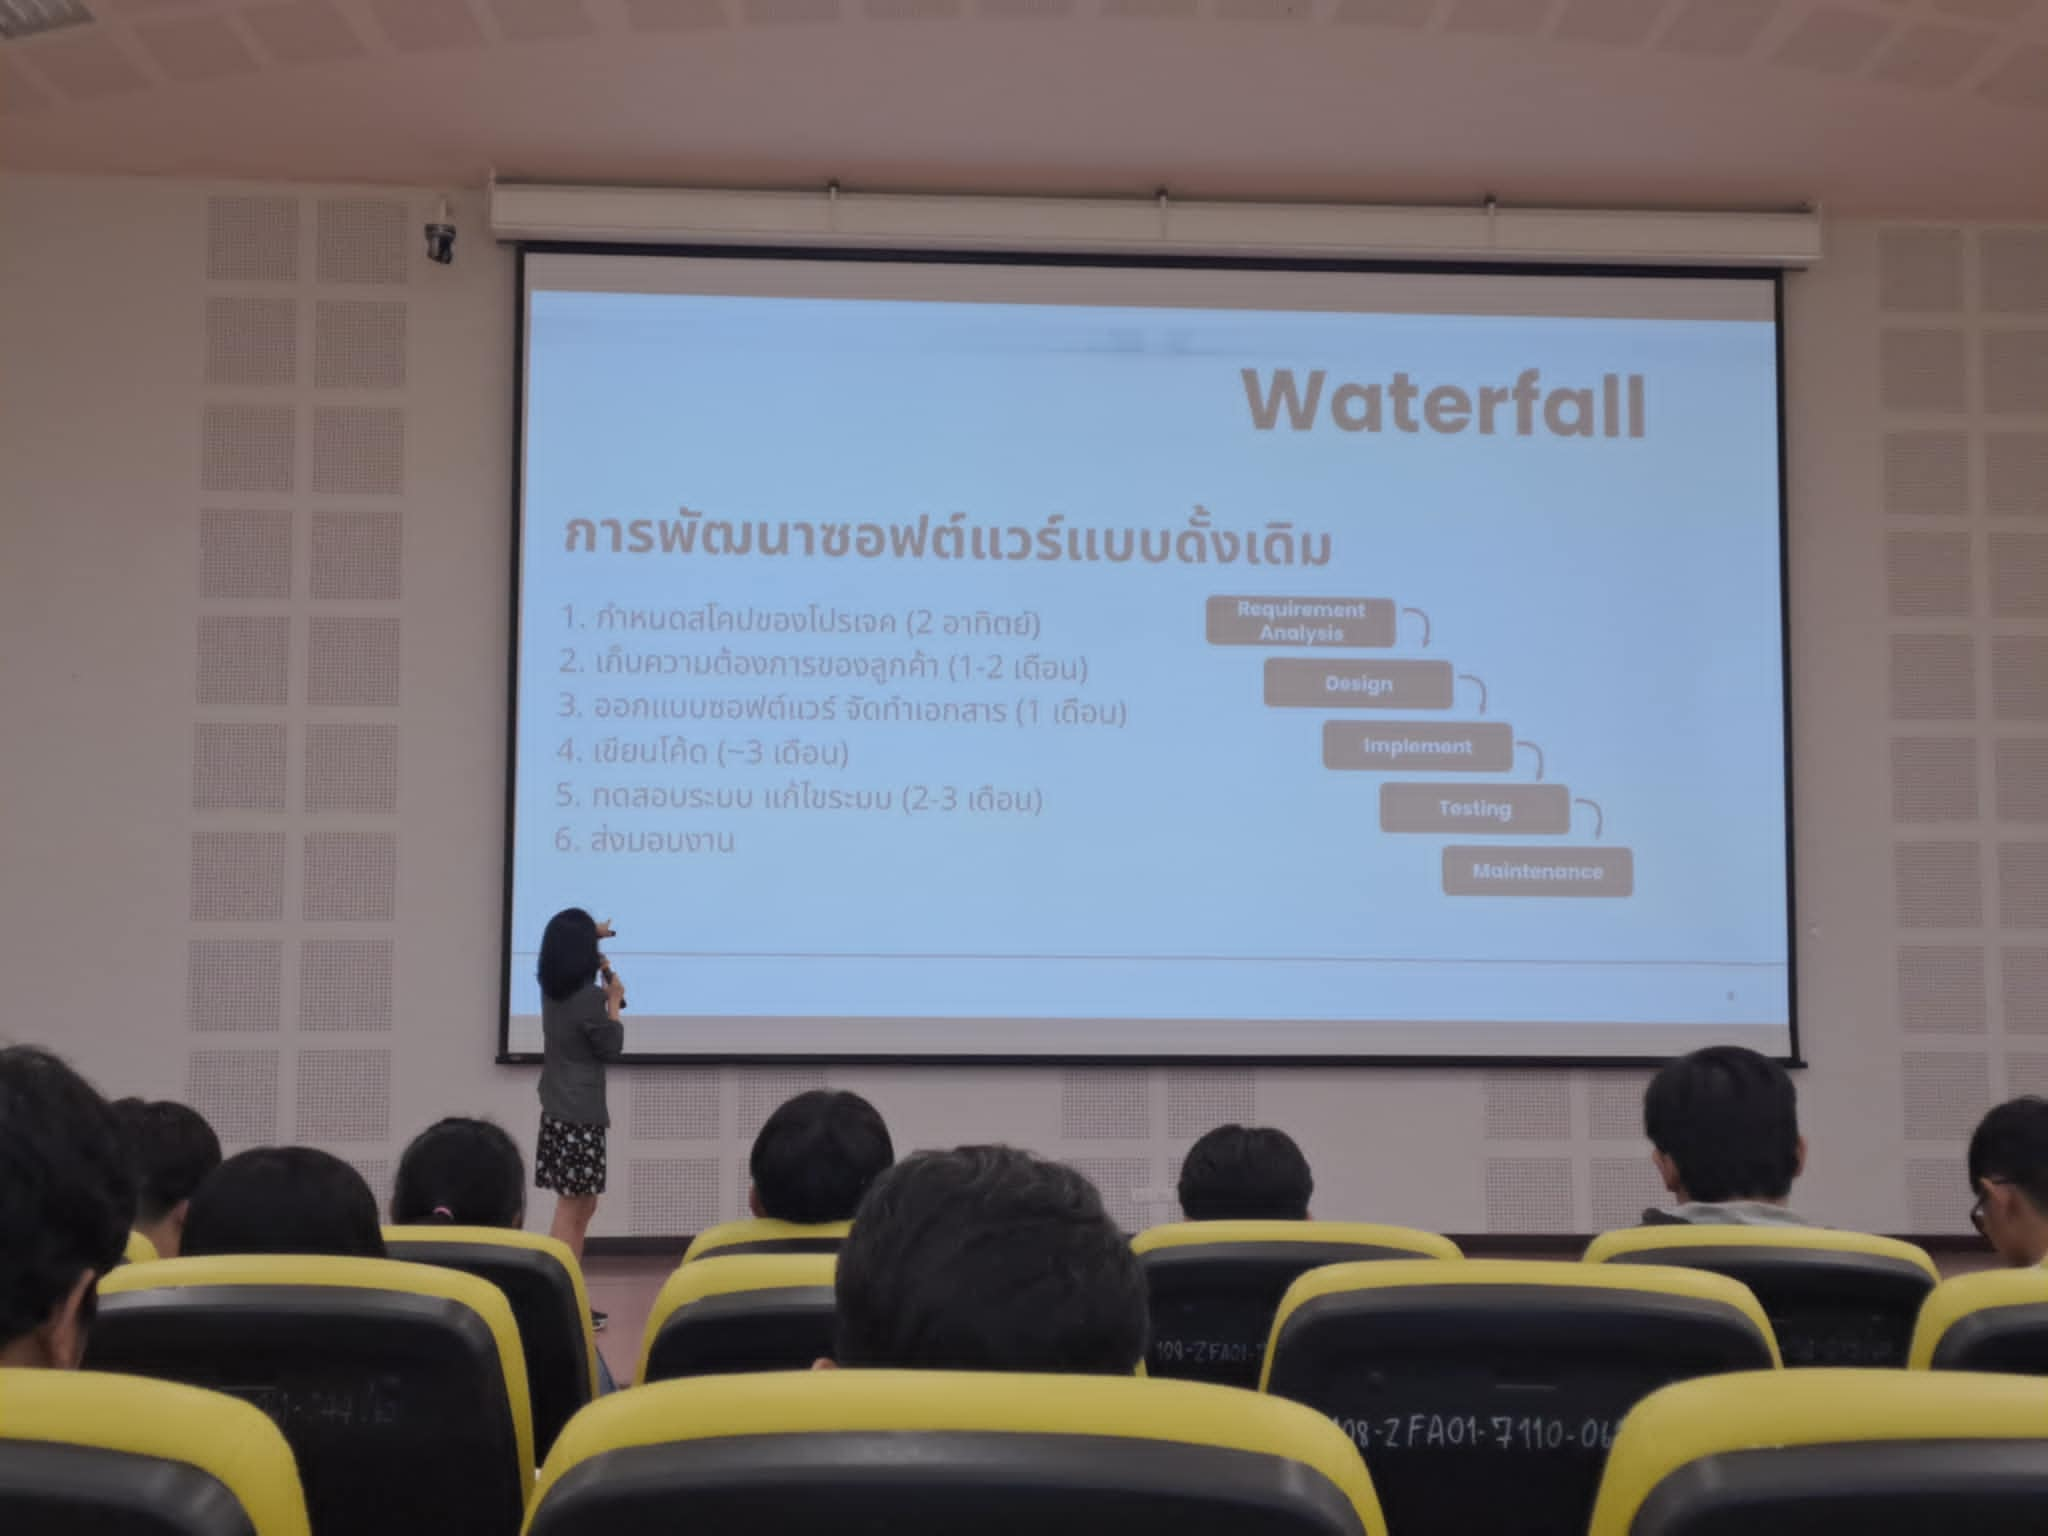 Waterfall
การพัฒนาซอฟต์แวร์แบบดั้งเดิม
1. กำหนดสโคปของโปรเจค (2 อาทิตย์)
2. เก็บความต้องการของลูกค้า (1-2 เดือน)
3. ออกแบบซอฟต์แวร์ จัดทำเอกสาร (1 เดือน)
4. เขียนโค้ด (~3 เดือน)
5. ทดสอบระบบ แก้ไขระบบ (2-3 เดือน)
6. ส่งมอบงาน
Requirement
Analysis
Design
Implement
Testing
Maintenance
108-ZFA01-7
108-ZFA01-7110-06